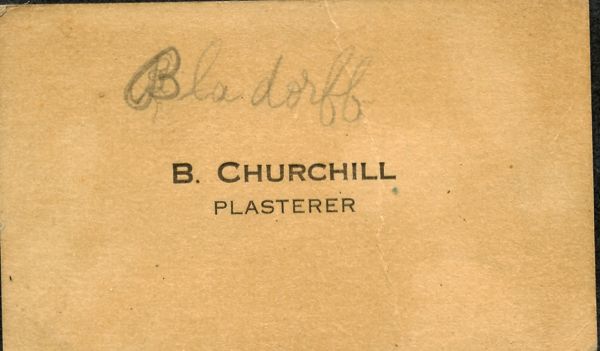 Bladorff
B. CHURCHILL
PLASTERER